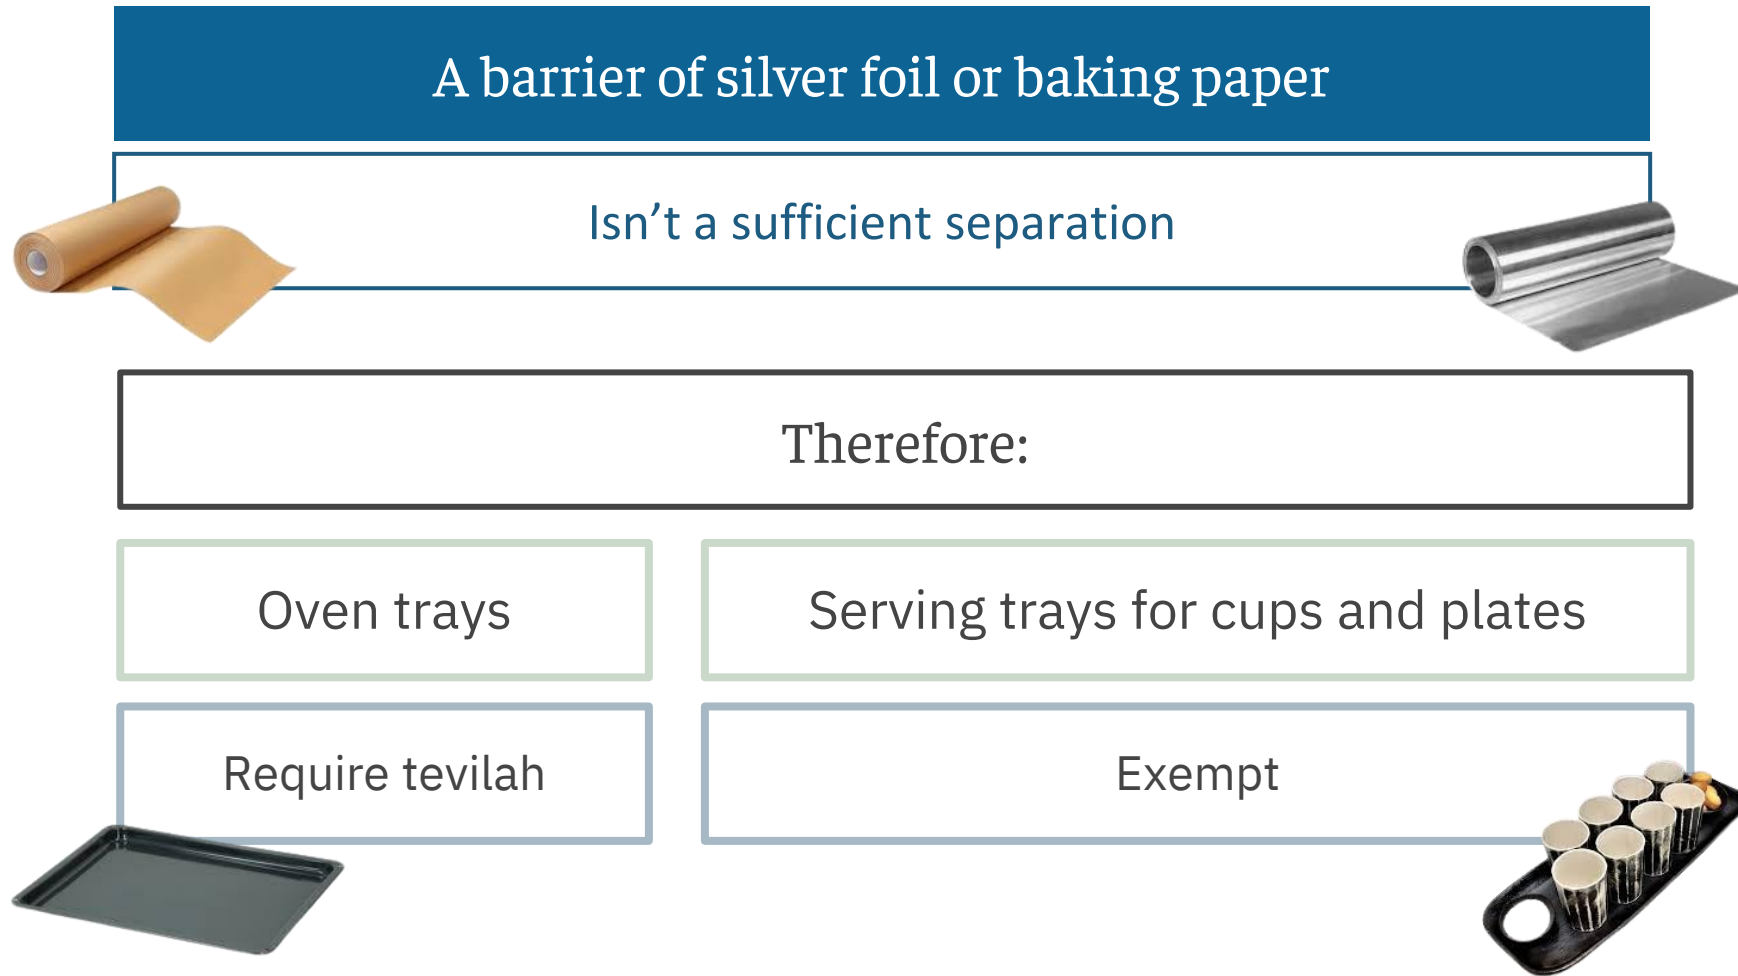 A barrier of silver foil or baking paper
Isn’t a sufficient separation
Therefore:
Oven trays
Serving trays for cups and plates
Require tevilah
Exempt